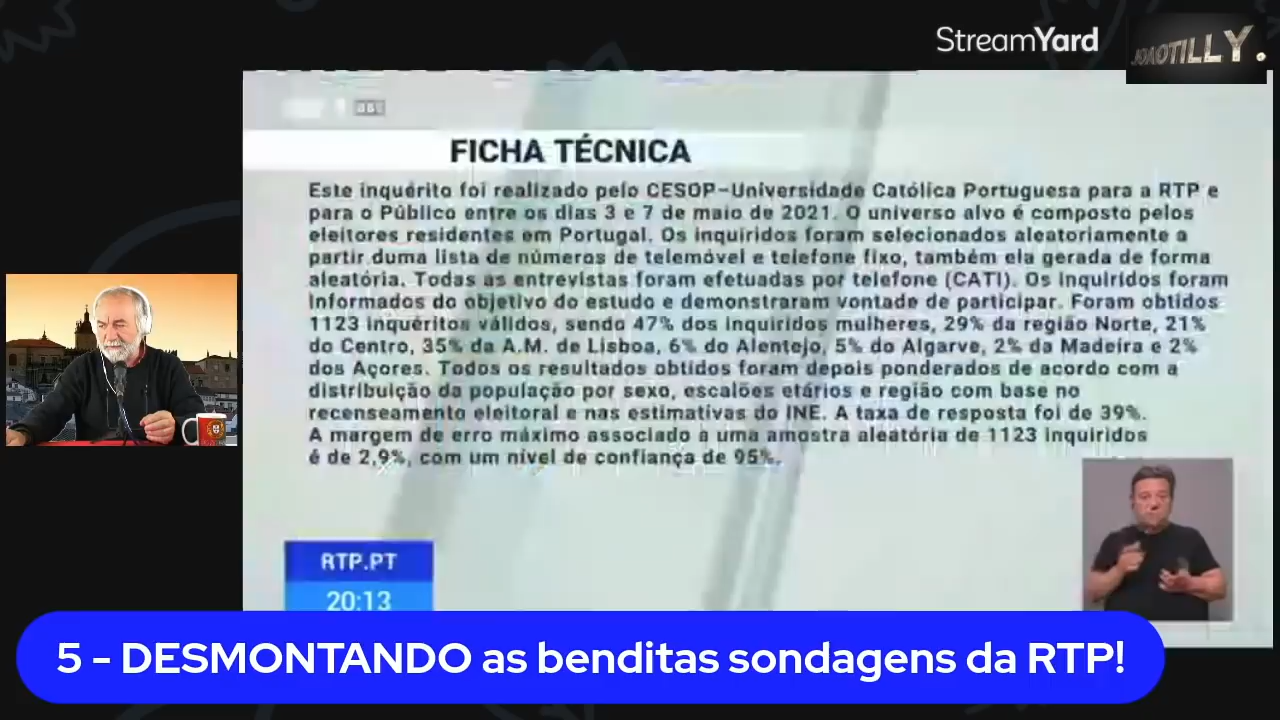 StreamYard
JOAOTILLY.
FICHA TÉCNICA
Este inquérito foi realizado pelo CESOP-Universidade Católica Portuguesa para a RTP e
para o Público entre os dias 3 e 7 de maio de 2021. O universo alvo é composto pelos
eleitores residentes em Portugal. Os inquiridos foram selecionados aleatoriamente a
partir duma lista de números de telemóvel e telefone fixo, também ela gerada de forma
aleatória. Todas as entrevistas foram efetuadas por telefone (CATI). Os inquiridos foram
informados do objetivo do estudo e demonstraram vontade de participar. Foram obtidos
1123 inquéritos válidos, sendo 47% dos inquiridos mulheres, 29% da região Norte, 21%
do Centro, 35% da A.M. de Lisboa, 6% do Alentejo, 5% do Algarve, 2% da Madeira e 2%
dos Açores. Todos os resultados obtidos foram depois ponderados de acordo com a
distribuição da população por sexo, escalões etários e região com base no
recenseamento eleitoral e nas estimativas do INE. A taxa de resposta foi de 39%.
A margem de erro máximo associado a uma amostra aleatória de 1123 inquiridos
é de 2,9%, com um nível de confiança de 95%.
RTP.PT
20:13
5 - DESMONTANDO as benditas sondagens da RTP!